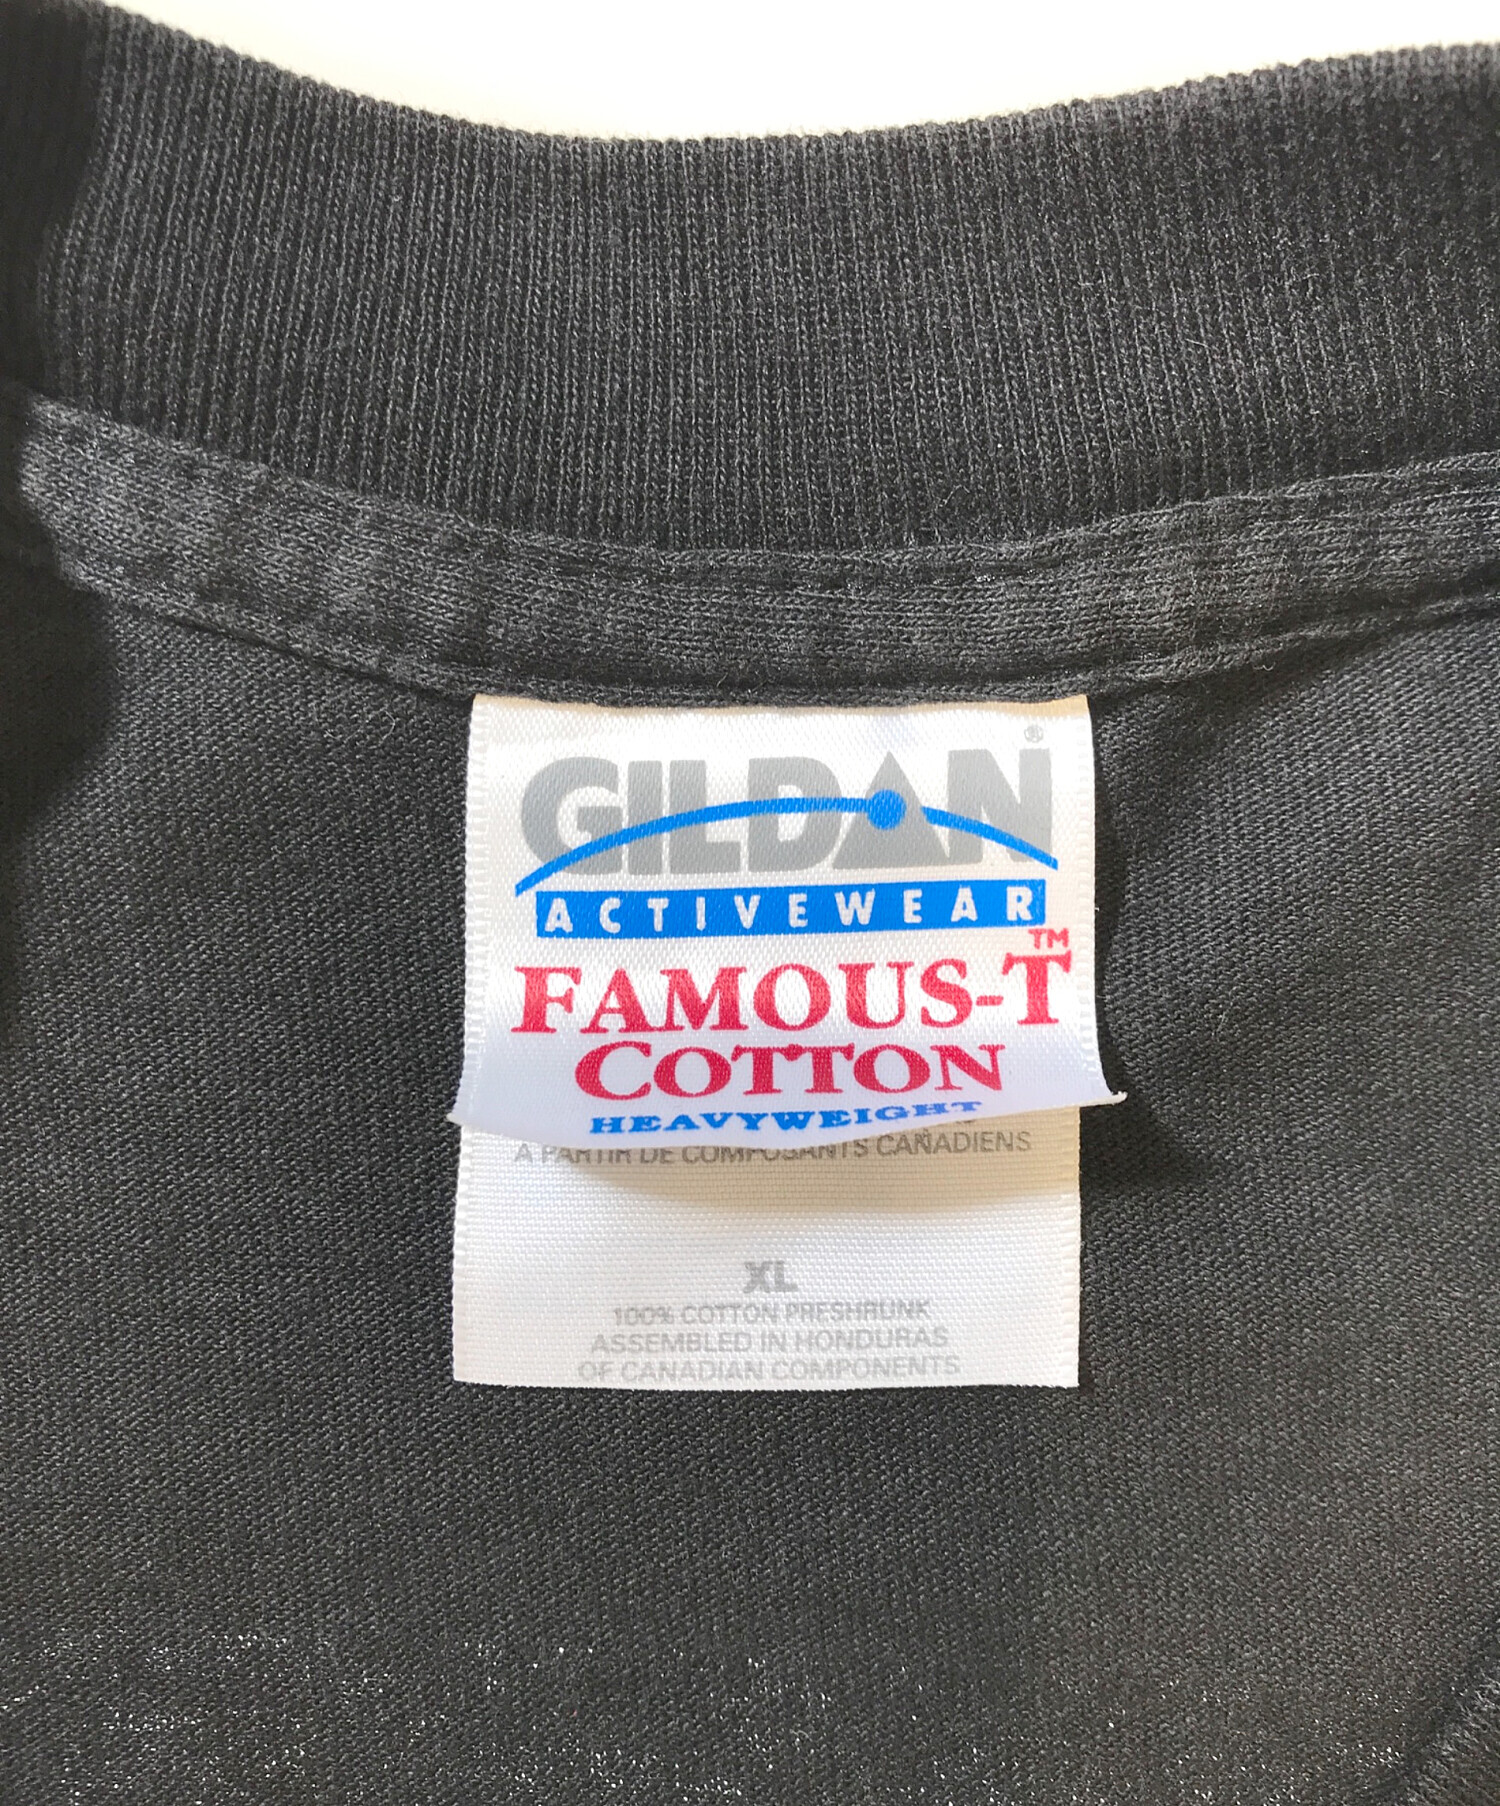 GILDAN®
ACTIVEWEAR
FAMOUS-T™
COTTON
HEAVYWEIGHT
A PARTIR DE COMPOSANTS CANADIENS
XL
100% COTTON PRESHRUNK
ASSEMBLED IN HONDURAS
OF CANADIAN COMPONENTS